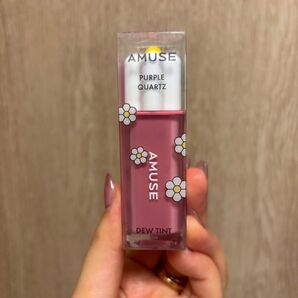 AMUSE
PURPLE
QUARTZ
AMUSE
DEW TINT